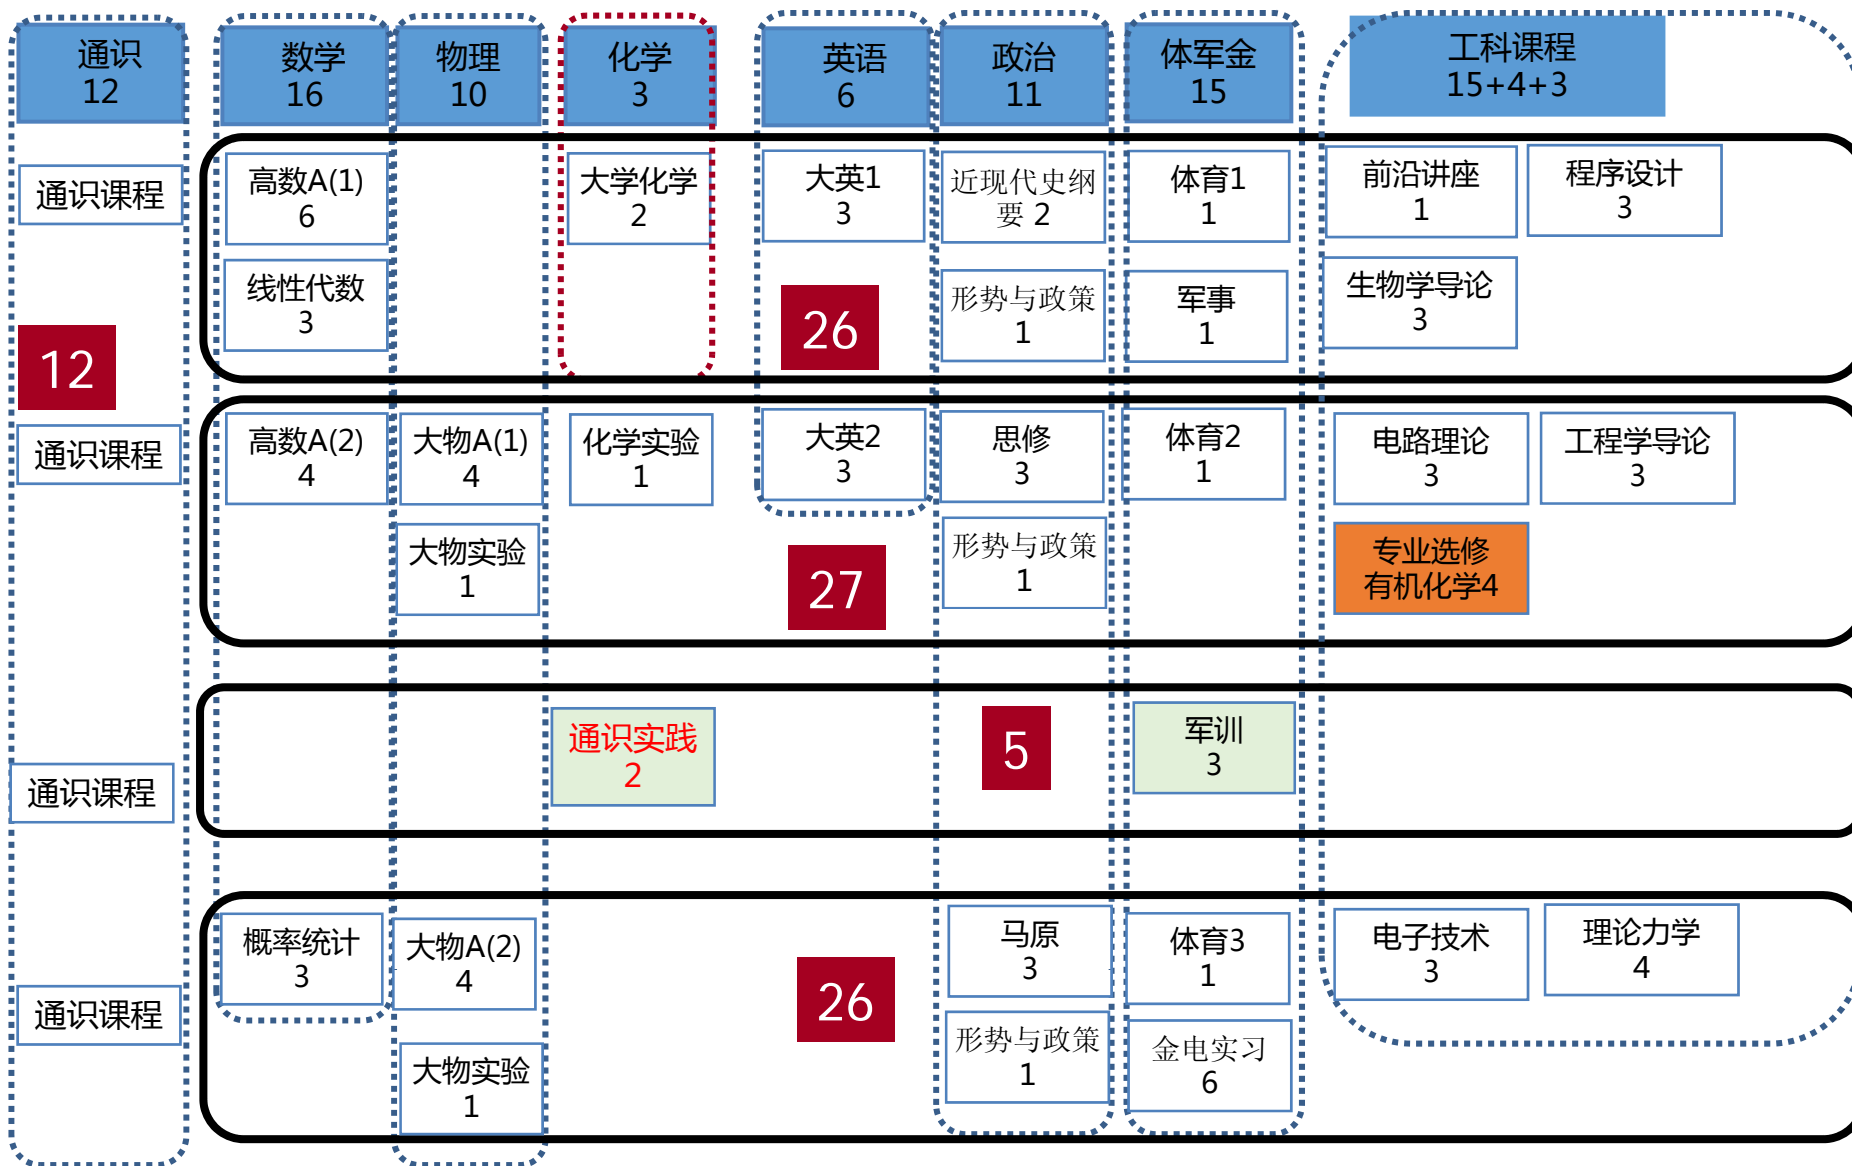 通识
12
数学
16
物理
10
化学
3
英语
6
政治
11
体军金
15
工科课程
15+4+3
通识课程
高数A(1)
6
大学化学
2
大英1
3
近现代史纲
要 2
体育1
1
前沿讲座
1
程序设计
3
线性代数
3
26
形势与政策
1
军事
1
生物学导论
3
12
通识课程
高数A(2)
4
大物A(1)
4
化学实验
1
大英2
3
思修
3
体育2
1
电路理论
3
工程学导论
3
大物实验
1
27
形势与政策
1
专业选修
有机化学4
通识课程
通识实践
2
5
军训
3
通识课程
概率统计
3
大物A(2)
4
26
马原
3
体育3
1
电子技术
3
理论力学
4
大物实验
1
形势与政策
1
金电实习
6